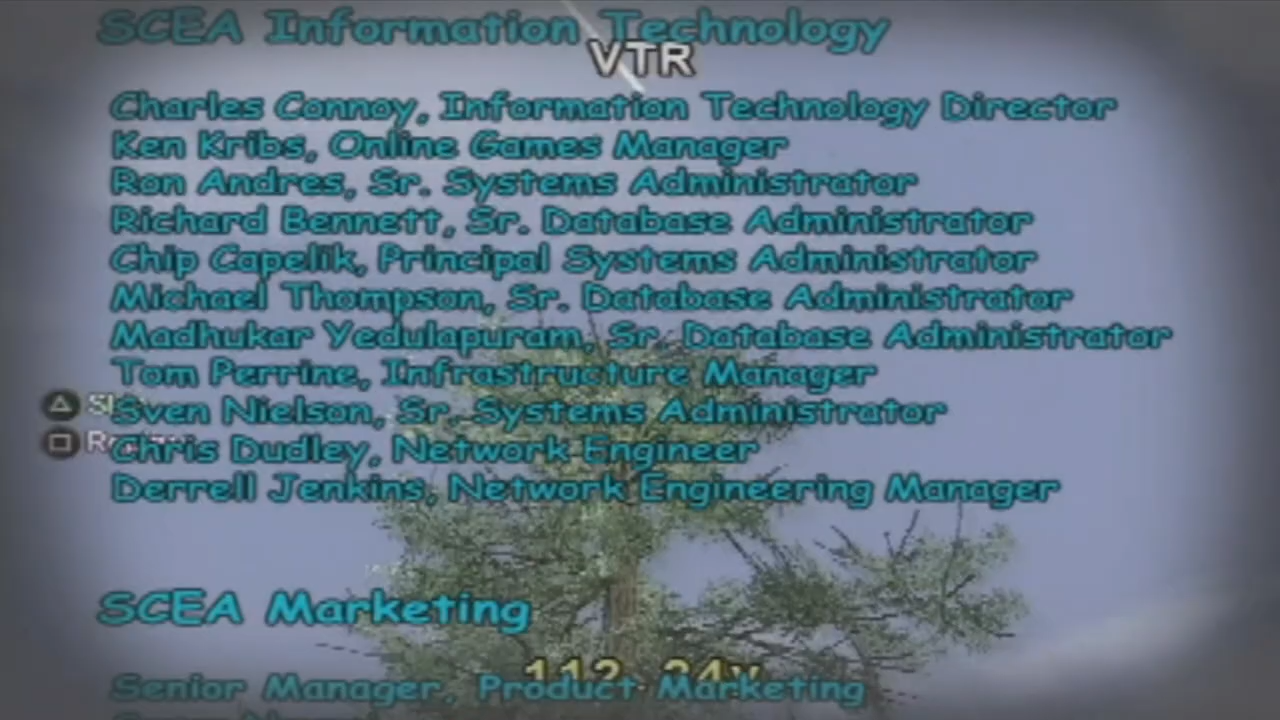 SCEA Information Technology
VTR
Charles Connoy, Information Technology Director
Ken Kribs, Online Games Manager
Ron Andres, Sr. Systems Administrator
Richard Bennett, Sr. Database Administrator
Chip Capelik, Principal Systems Administrator
Michael Thompson, Sr. Database Administrator
Madhukar Yedulapuram, Sr. Database Administrator
Tom Perrine, Infrastructure Manager
Sven Nielson, Sr. Systems Administrator
Chris Dudley, Network Engineer
Derrell Jenkins, Network Engineering Manager
SCEA Marketing
112.24y
Senior Manager, Product Marketing